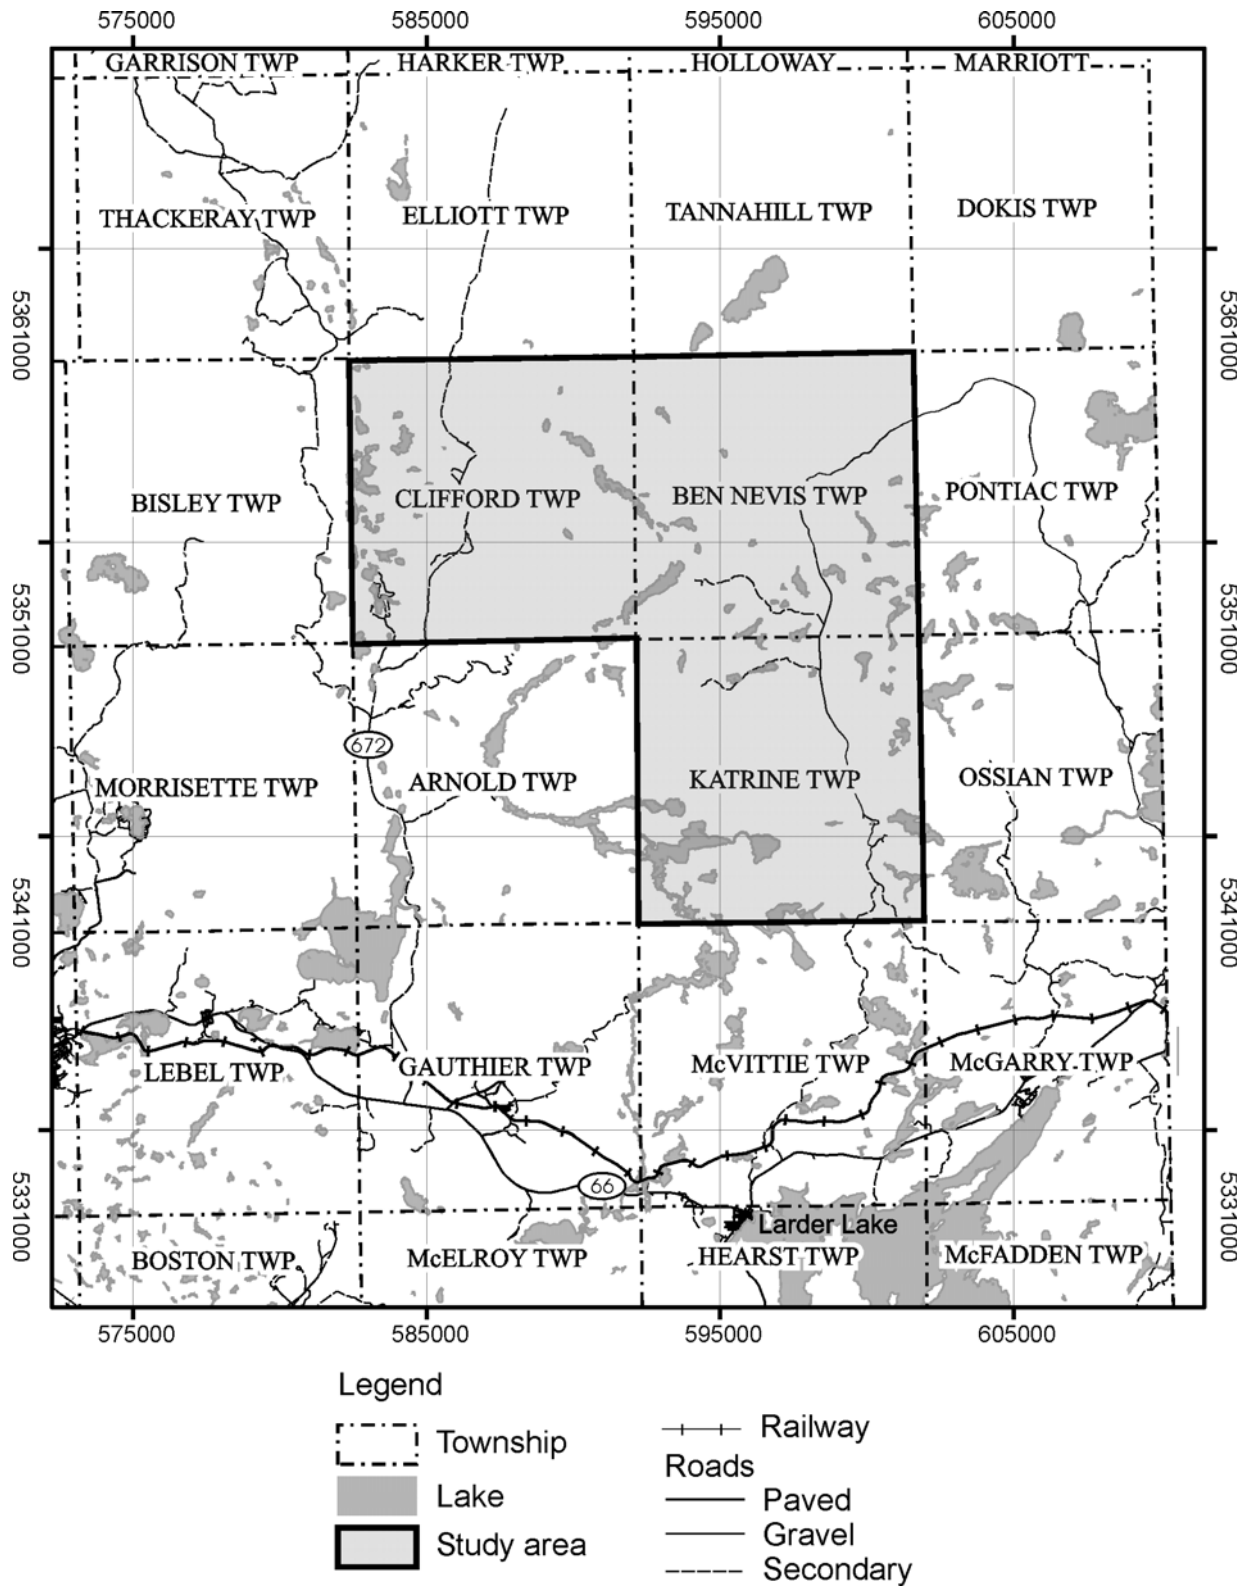 575000 585000 595000 605000
GARRISON TWP HARKER TWP HOLLOWAY MARRIOTT
THACKERAY TWP ELLIOTT TWP TANNAHILL TWP DOKIS TWP
5361000 5361000
BISLEY TWP CLIFFORD TWP BEN NEVIS TWP PONTIAC TWP
5351000 5351000
672
MORRISETTE TWP ARNOLD TWP KATRINE TWP OSSIAN TWP
5341000 5341000
LEBEL TWP GAUTHIER TWP McVITTIE TWP McGARRY TWP
66
5331000 5331000
Larder Lake
BOSTON TWP McELROY TWP HEARST TWP McFADDEN TWP
575000 585000 595000 605000
Legend
Township
Lake
Study area
Railway
Roads
Paved
Gravel
Secondary